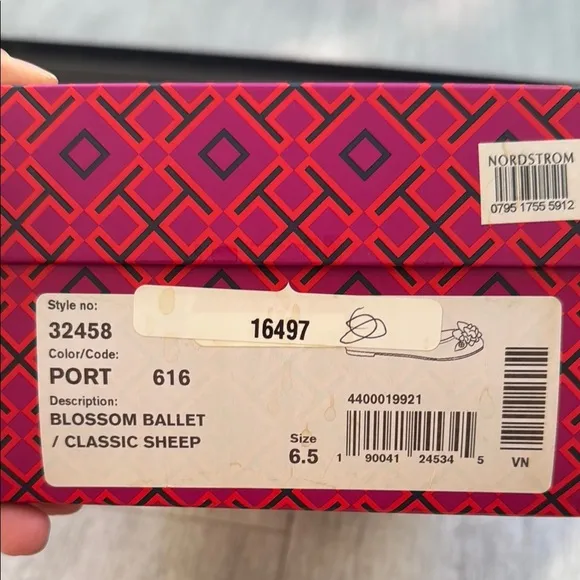 NORDSTROM
0795 1755 5912
Style no:
32458
16497
Color/Code:
PORT 616
Description:
BLOSSOM BALLET
/ CLASSIC SHEEP
Size
6.5
4400019921
1 90041 24534 5
VN